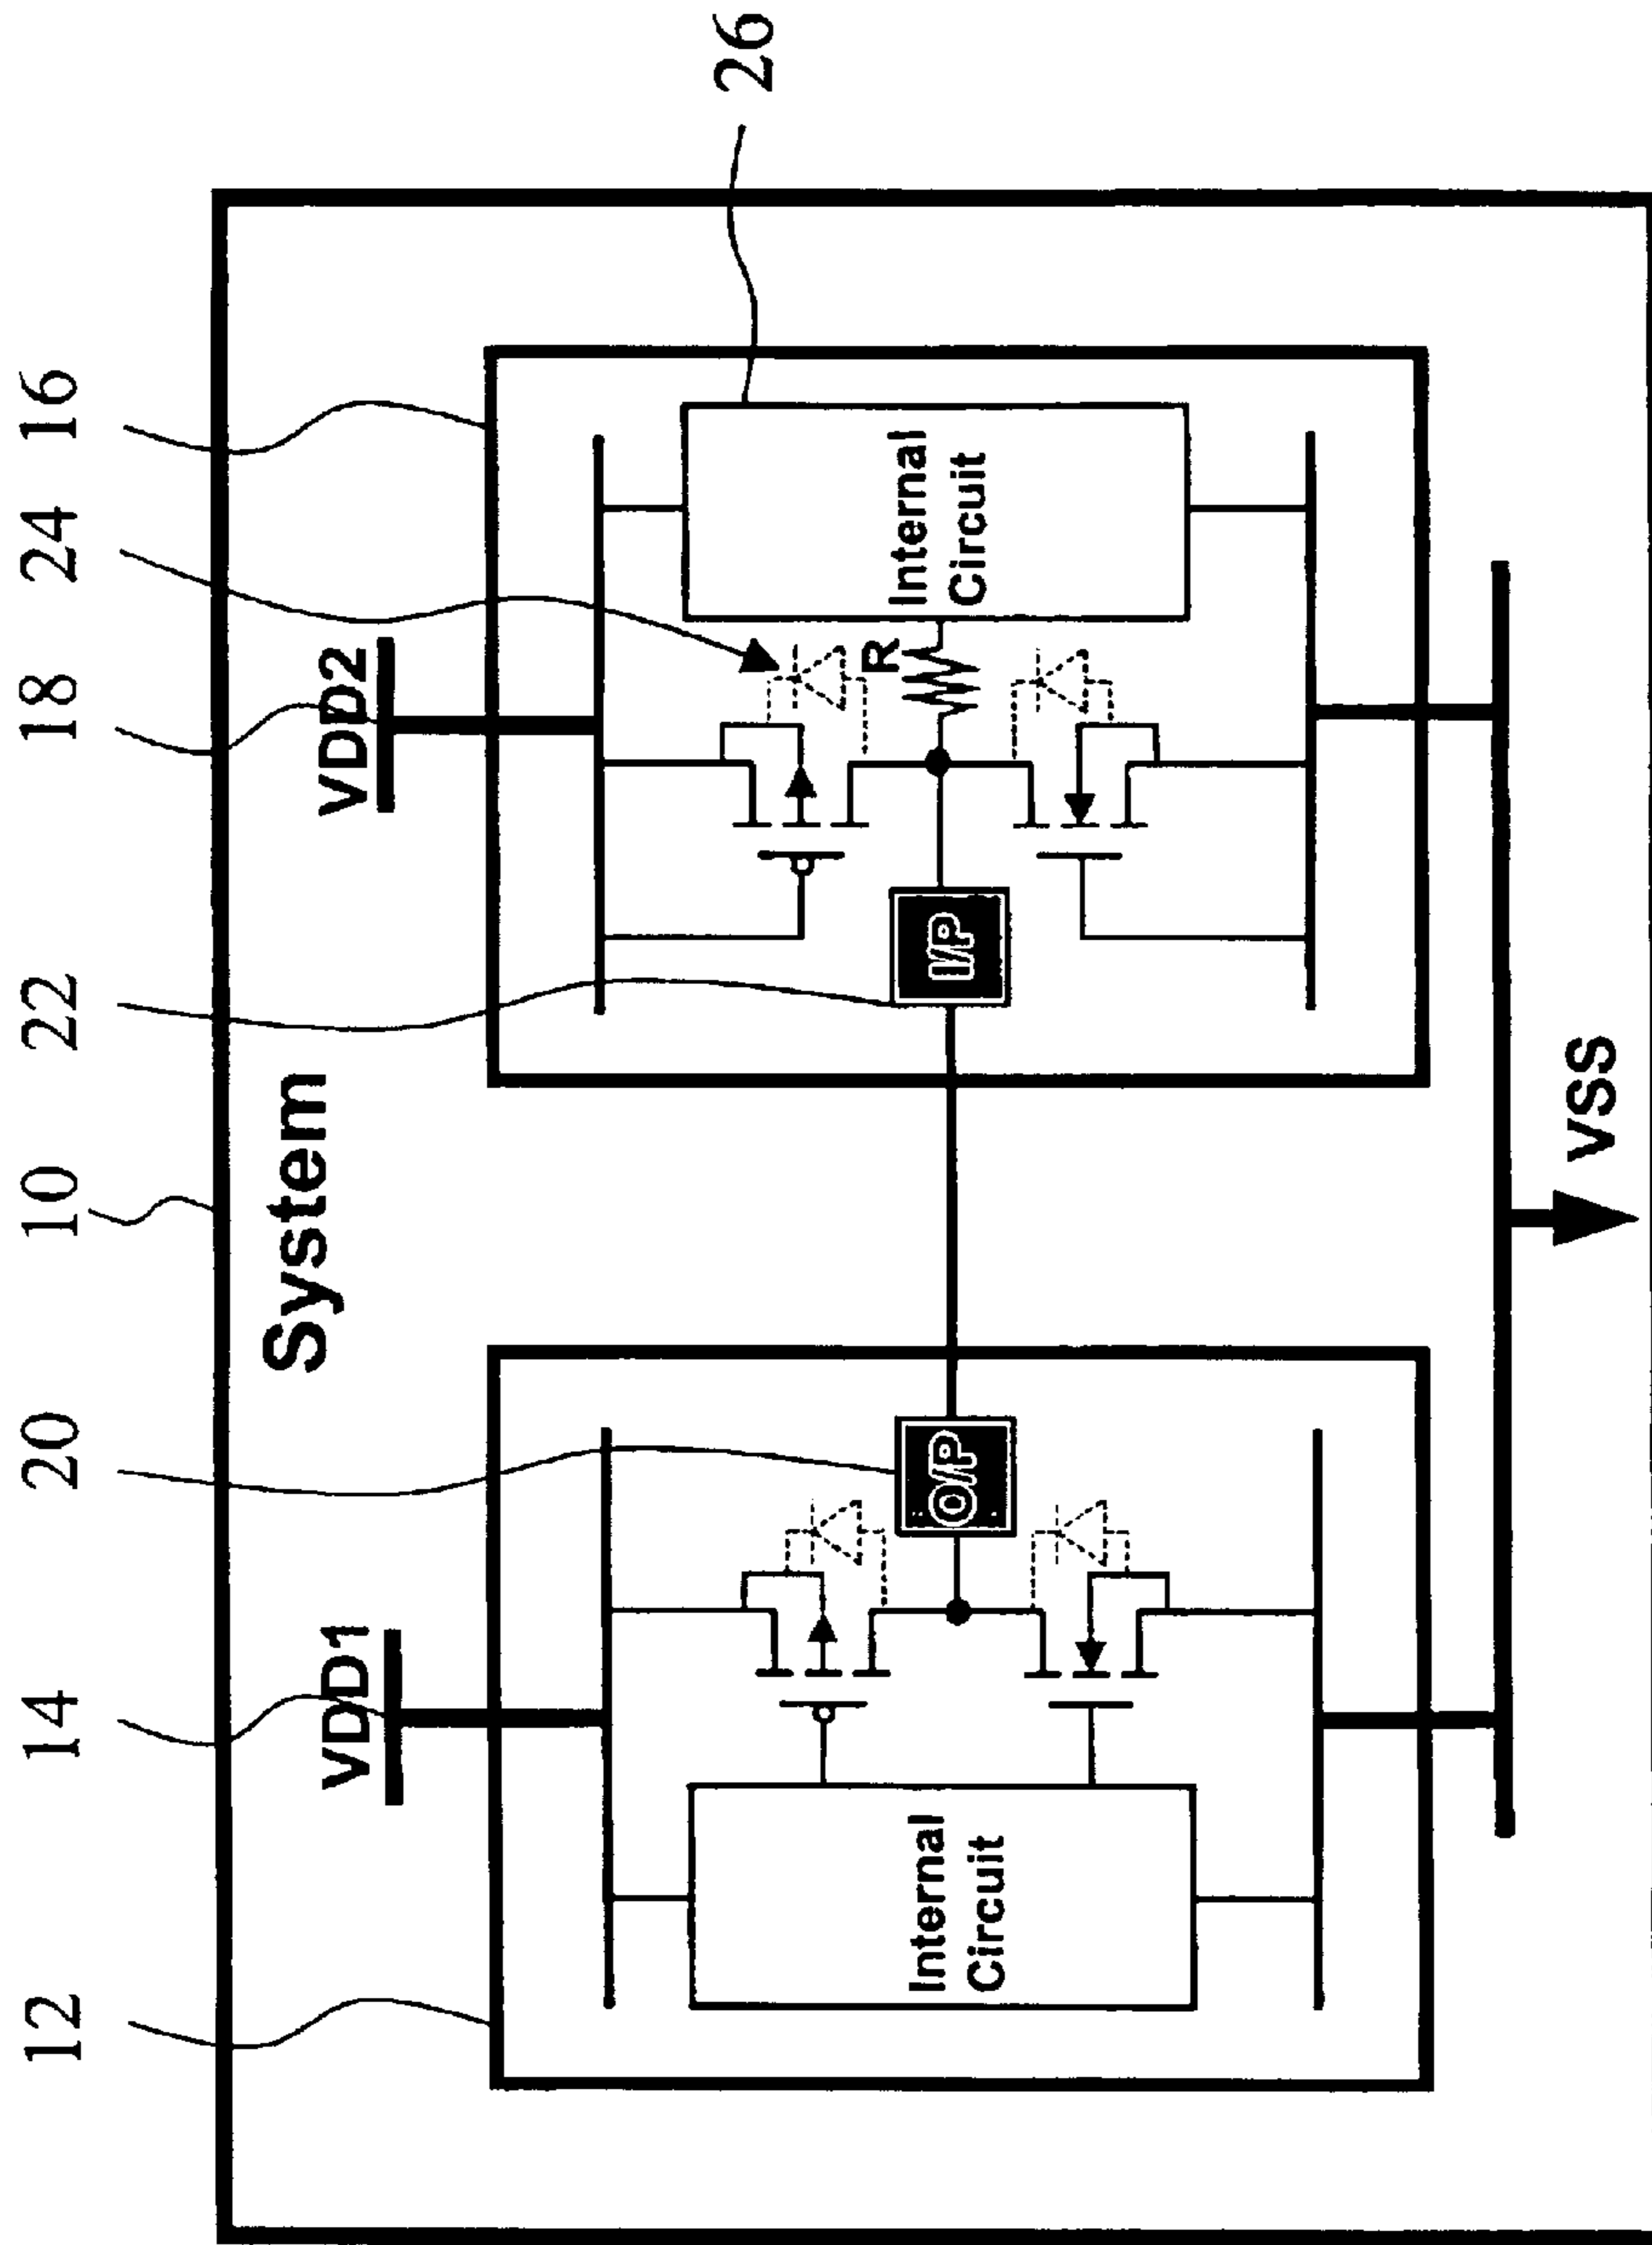 12
14
20
10
22
18
24
16
26
System
VDD1
VDD2
Internal
Circuit
O/P
I/P
R
Internal
Circuit
VSS